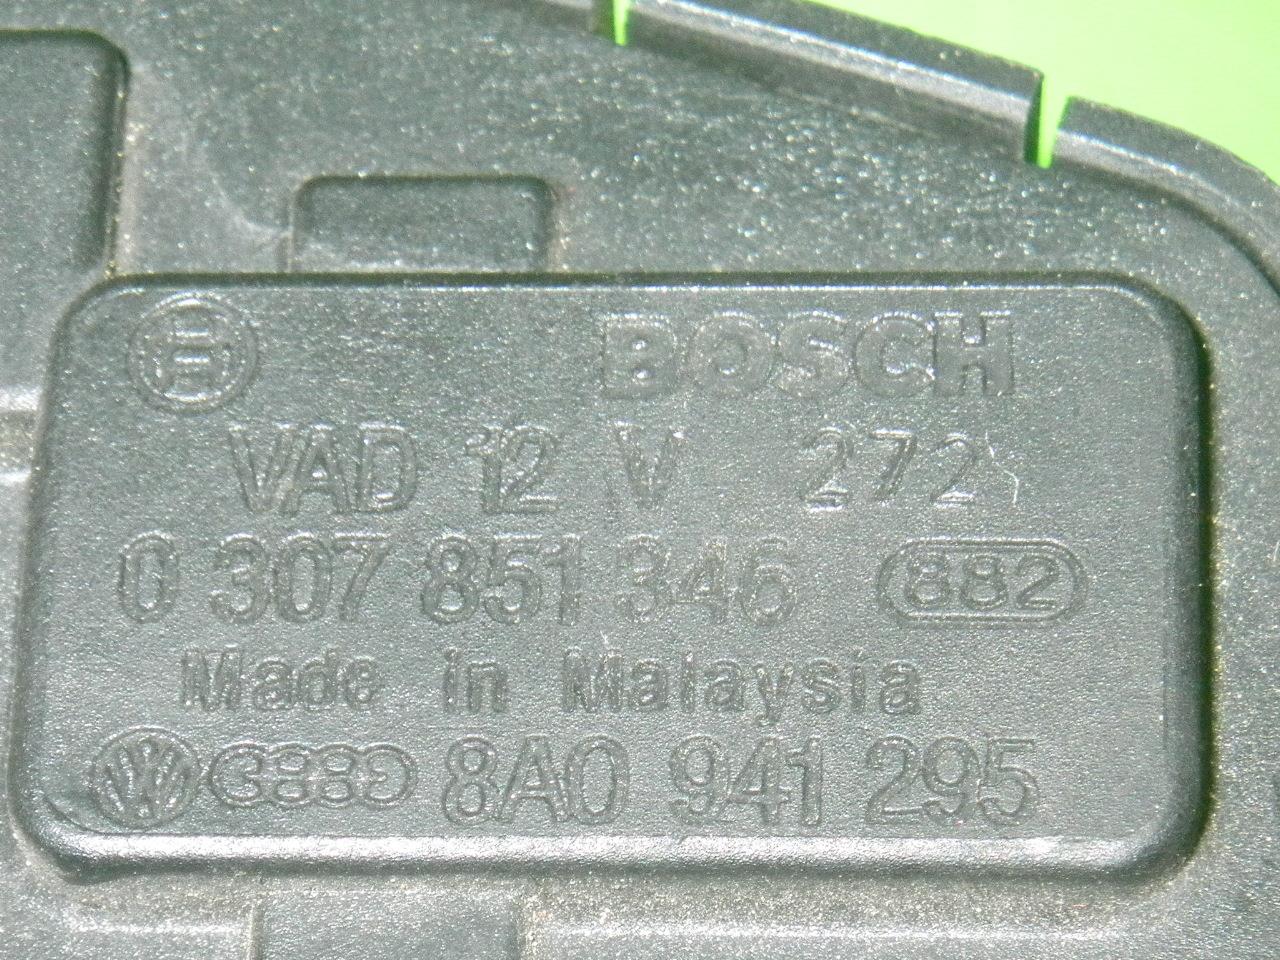 BOSCH
VAD 12 V 272
0 307 851 346 882
Made in Malaysia
8A0 941 295